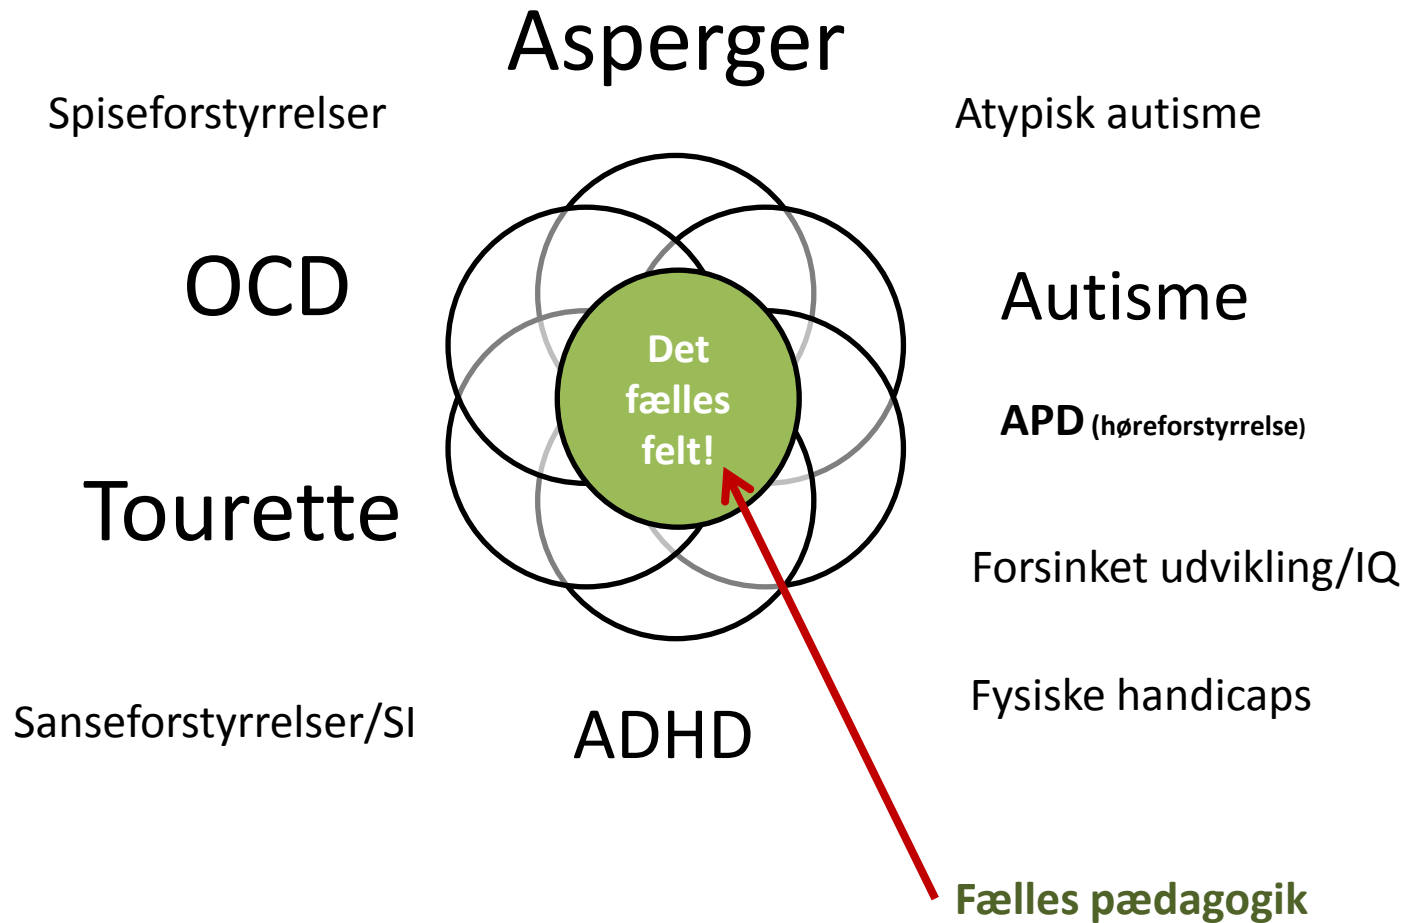 Asperger
Spiseforstyrrelser
Atypisk autisme
OCD
Autisme
Det
fælles
felt!
APD (høreforstyrrelse)
Tourette
Forsinket udvikling/IQ
Fysiske handicaps
Sanseforstyrrelser/SI
ADHD
Fælles pædagogik